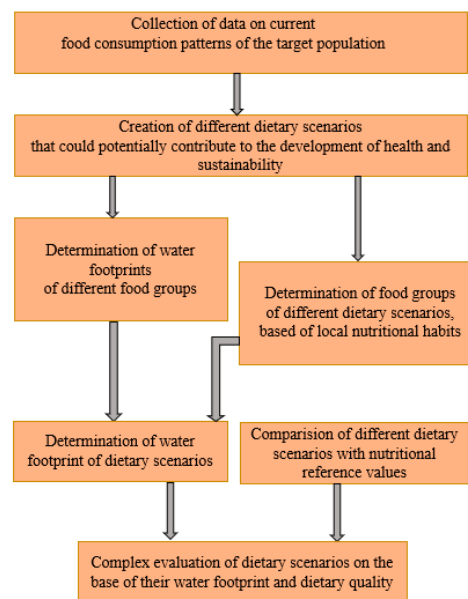 Collection of data on current
food consumption patterns of the target population
Creation of different dietary scenarios
that could potentially contribute to the development of health and
sustainability
Determination of water
footprints
of different food groups
Determination of food groups
of different dietary scenarios,
based of local nutritional habits
Determination of water
footprint of dietary scenarios
Comparision of different dietary
scenarios with nutritional
reference values
Complex evaluation of dietary scenarios on the
base of their water footprint and dietary quality